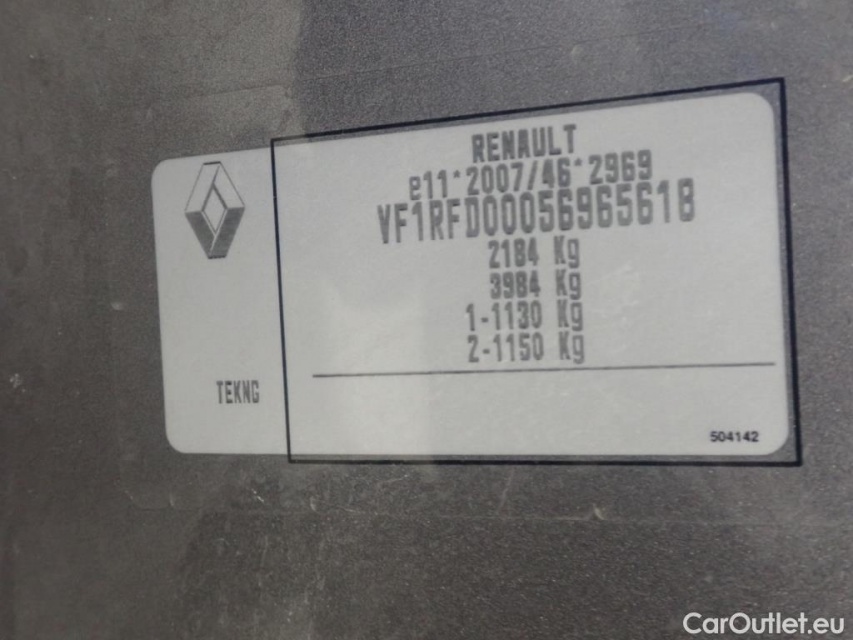 RENAULT
e11*2007/46*2969
VF1RFD00056965618
2184 Kg
3984 Kg
1-1130 Kg
2-1150 Kg
TEKNG
504142
CarOutlet.eu